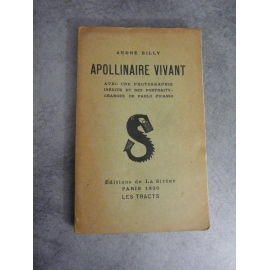 ANDRÉ BILLY
APOLLINAIRE VIVANT
AVEC UNE PHOTOGRAPHIE
INÉDITE ET DES PORTRAITS-
CHARGES DE PABLO PICASSO
Éditions de La Sirène
PARIS 1923
LES TRACTS